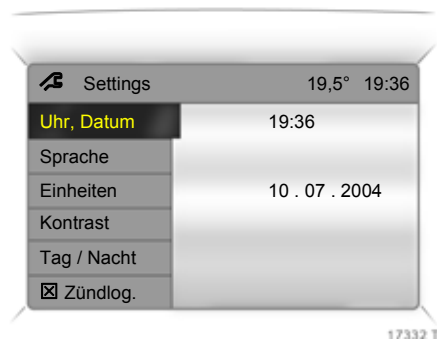 Settings 19,5° 19:36
Uhr, Datum 19:36
Sprache
Einheiten 10 . 07 . 2004
Kontrast
Tag / Nacht
Zündlog.
17332 T